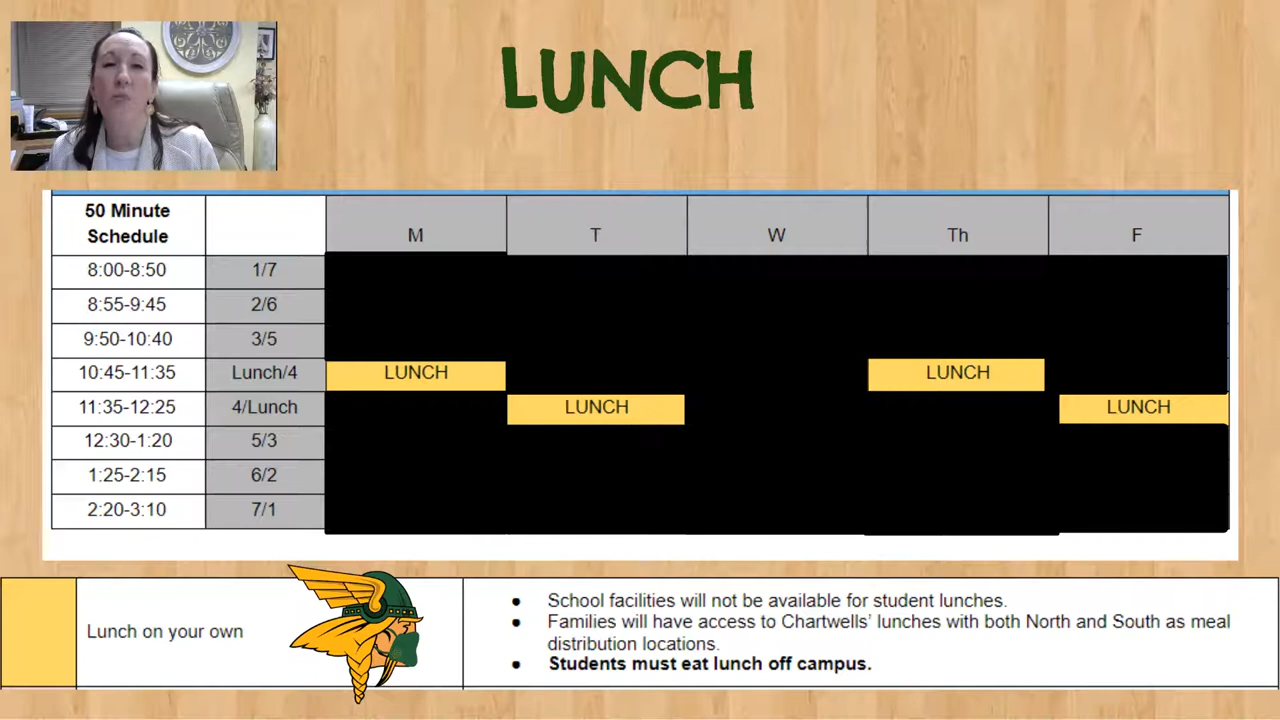 LUNCH
50 Minute
Schedule
M T W Th F
8:00-8:50 1/7
8:55-9:45 2/6
9:50-10:40 3/5
10:45-11:35 Lunch/4 LUNCH LUNCH
11:35-12:25 4/Lunch LUNCH LUNCH
12:30-1:20 5/3
1:25-2:15 6/2
2:20-3:10 7/1
Lunch on your own
● School facilities will not be available for student lunches.
● Families will have access to Chartwells’ lunches with both North and South as meal
distribution locations.
● Students must eat lunch off campus.